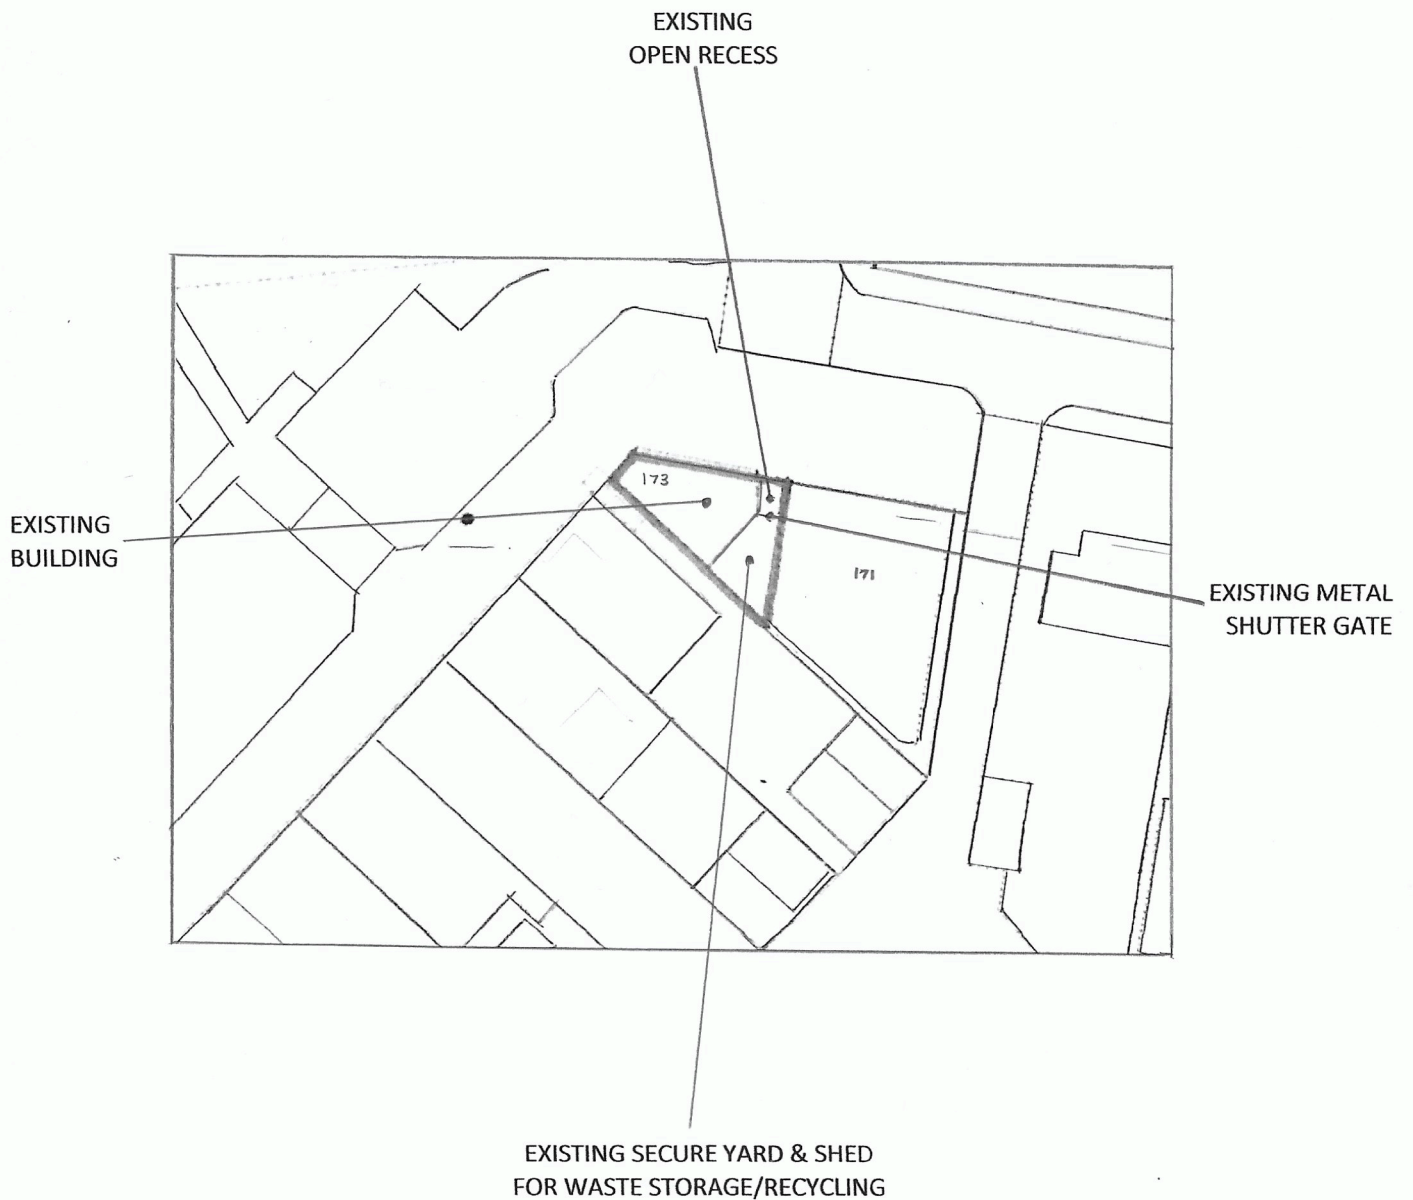 EXISTING
OPEN RECESS
173
EXISTING
BUILDING
171
EXISTING METAL
SHUTTER GATE
EXISTING SECURE YARD & SHED
FOR WASTE STORAGE/RECYCLING